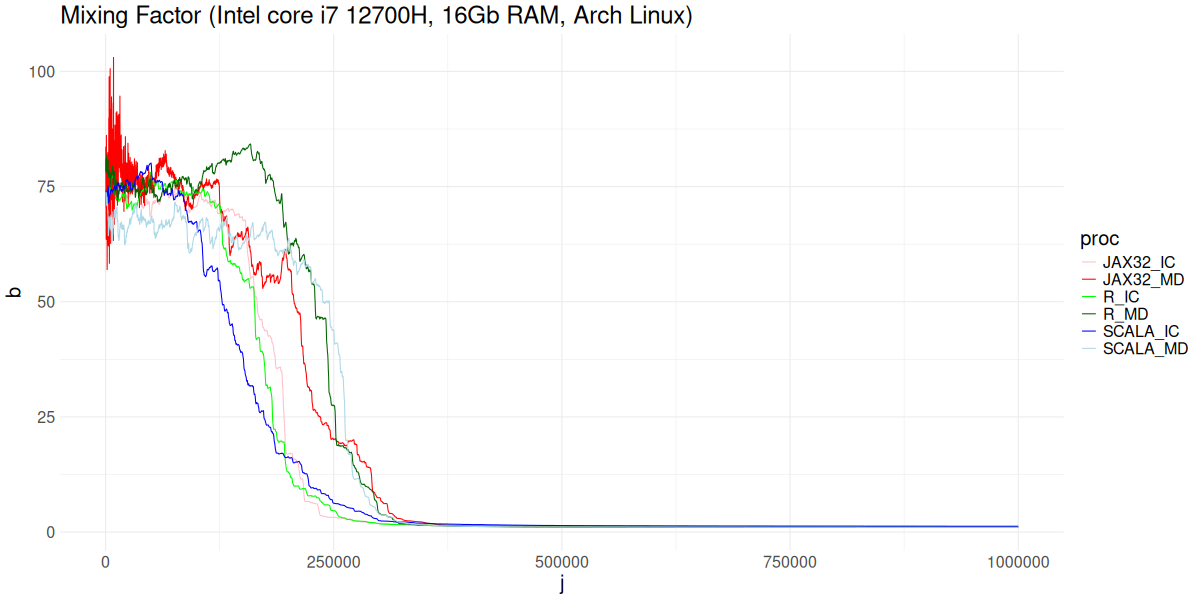 Mixing Factor (Intel core i7 12700H, 16Gb RAM, Arch Linux)
100
75
50
25
0
b
0 250000 500000 750000 1000000
j
proc
JAX32_IC
JAX32_MD
R_IC
R_MD
SCALA_IC
SCALA_MD